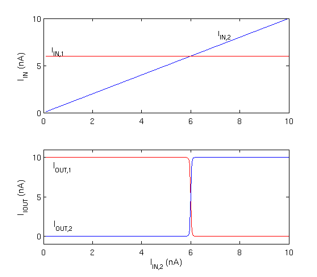 10
I_IN,2
I_IN,1
I_IN (nA)
5
0
0 2 4 6 8 10
10
I_OUT,1
I_IOUT (nA)
5
I_OUT,2
0
0 2 4 6 8 10
I_IN,2 (nA)